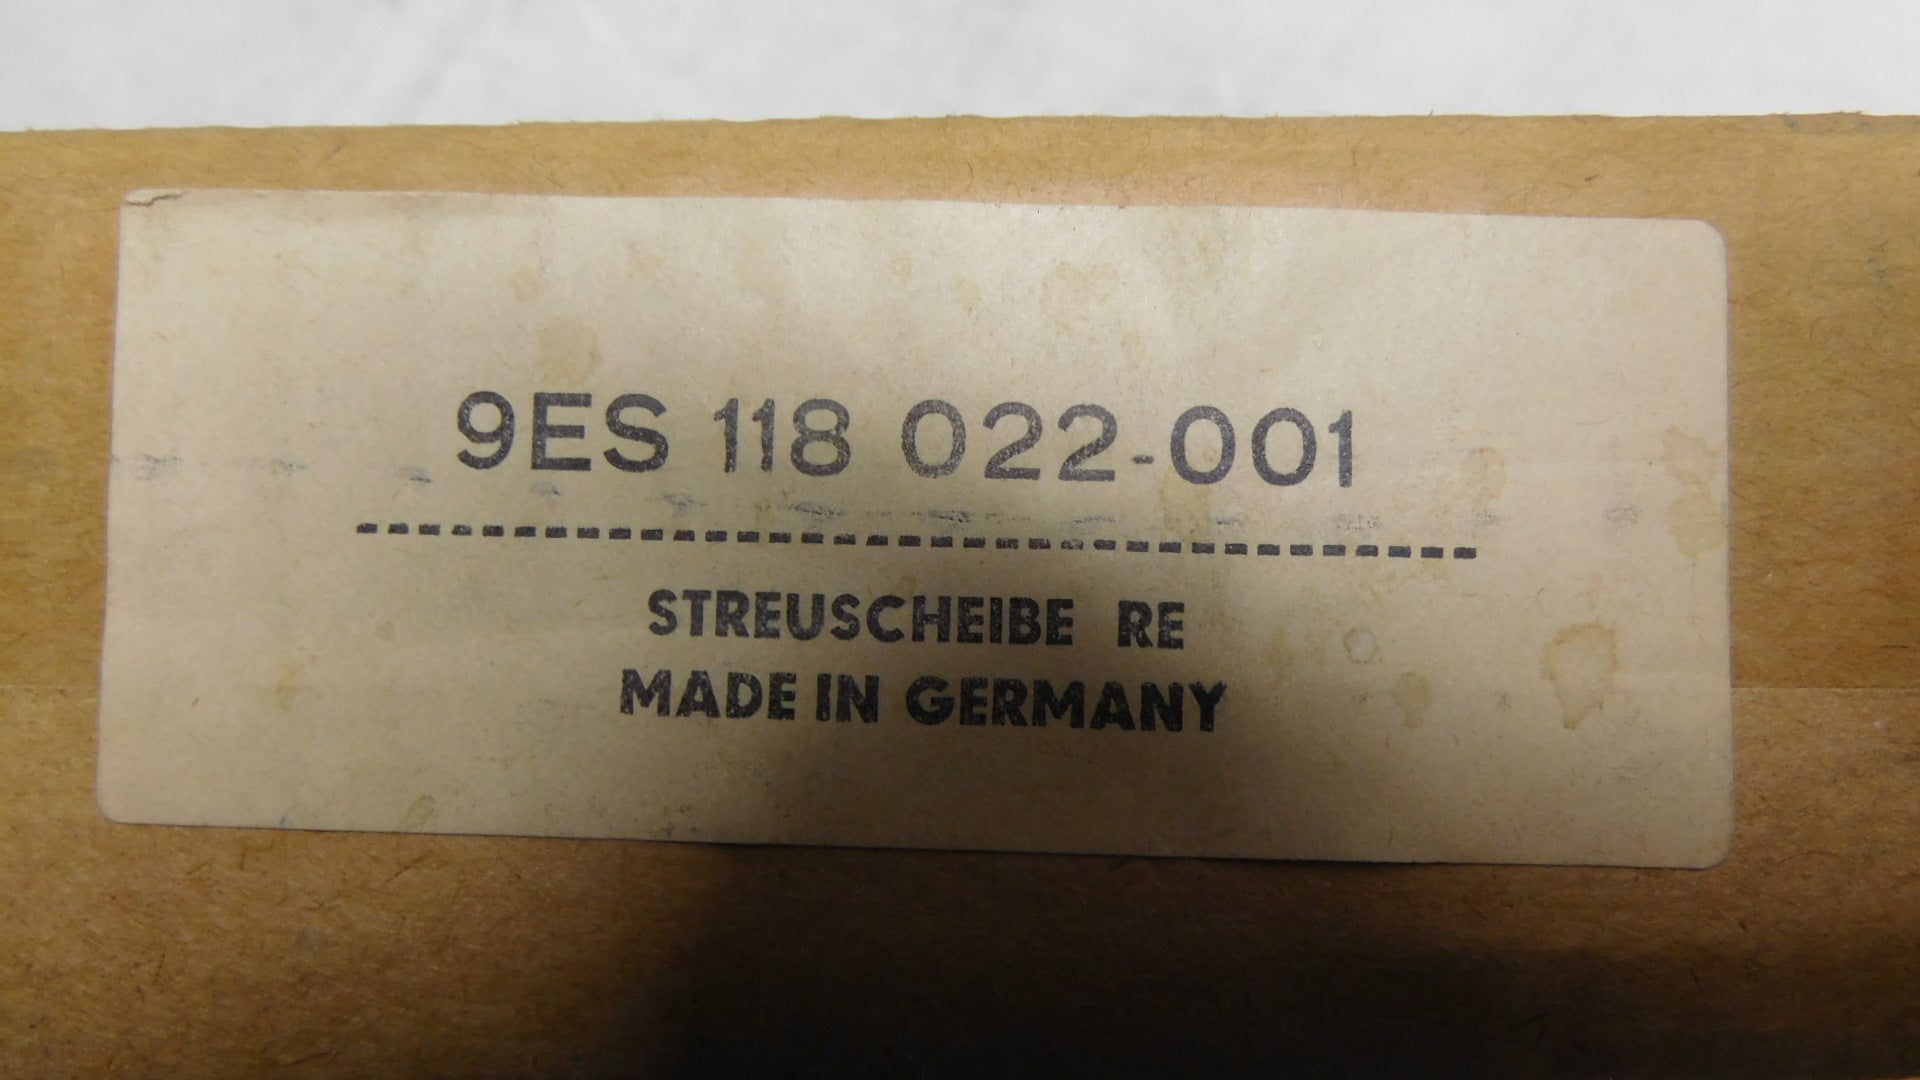 9ES 118 022-001
STREUSCHEIBE RE
MADE IN GERMANY